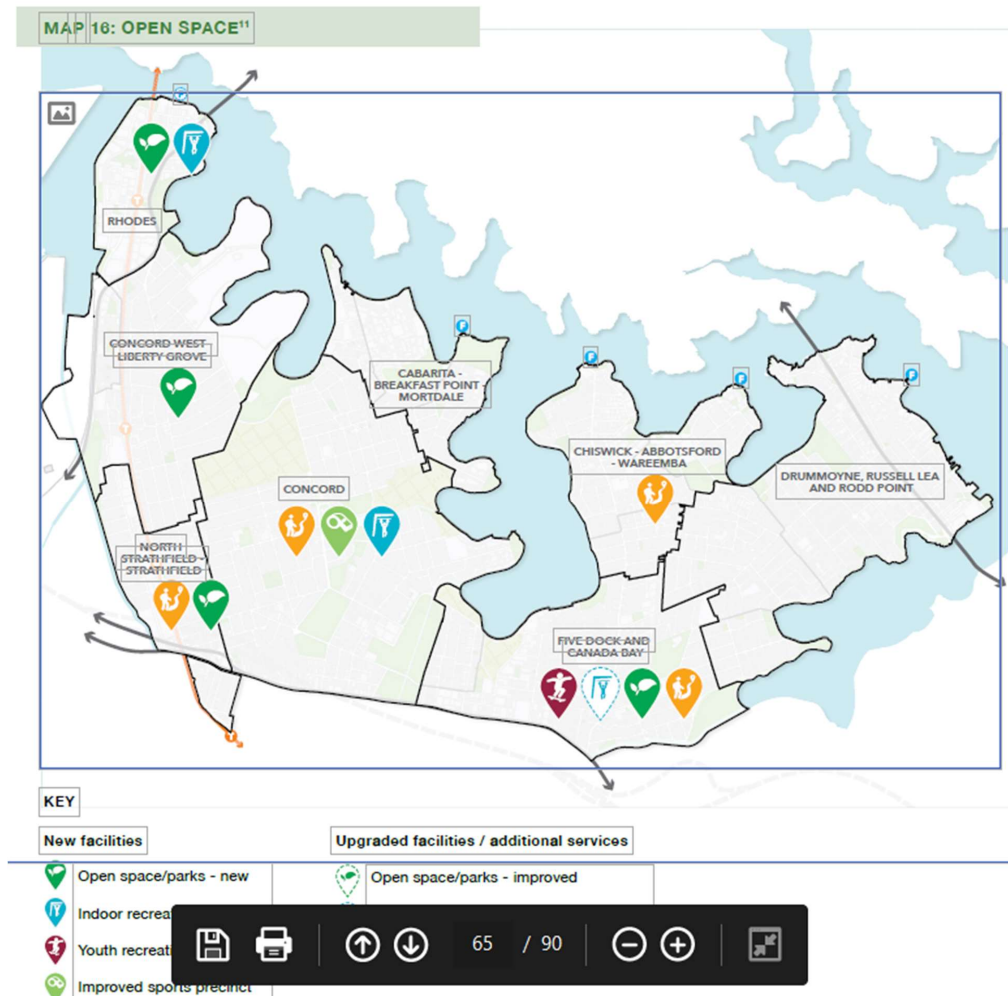 MAP 16: OPEN SPACE¹¹
RHODES
CONCORD WEST
LIBERTY GROVE
CABARITA -
BREAKFAST POINT -
MORTDALE
CHISWICK - ABBOTSFORD
- WAREEMBA
DRUMMOYNE, RUSSELL LEA
AND RODD POINT
CONCORD
NORTH
STRATHFIELD -
STRATHFIELD
FIVE DOCK AND
CANADA BAY
KEY
New facilities
Upgraded facilities / additional services
Open space/parks - new
Open space/parks - improved
Indoor recrea
Youth recreati
Improved sports precinct
65 / 90